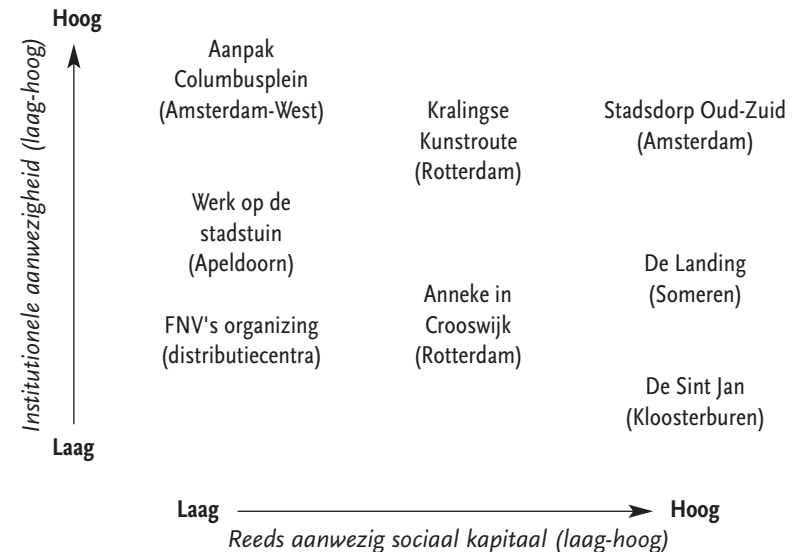 Hoog
Institutionele aanwezigheid (laag-hoog)
Aanpak
Columbusplein
(Amsterdam-West)
Kralingse
Kunstroute
(Rotterdam)
Stadsdorp Oud-Zuid
(Amsterdam)
Werk op de
stadstuin
(Apeldoorn)
De Landing
(Someren)
Anneke in
Crooswijk
(Rotterdam)
FNV's organizing
(distributiecentra)
De Sint Jan
(Kloosterburen)
Laag
Laag
Hoog
Reeds aanwezig sociaal kapitaal (laag-hoog)